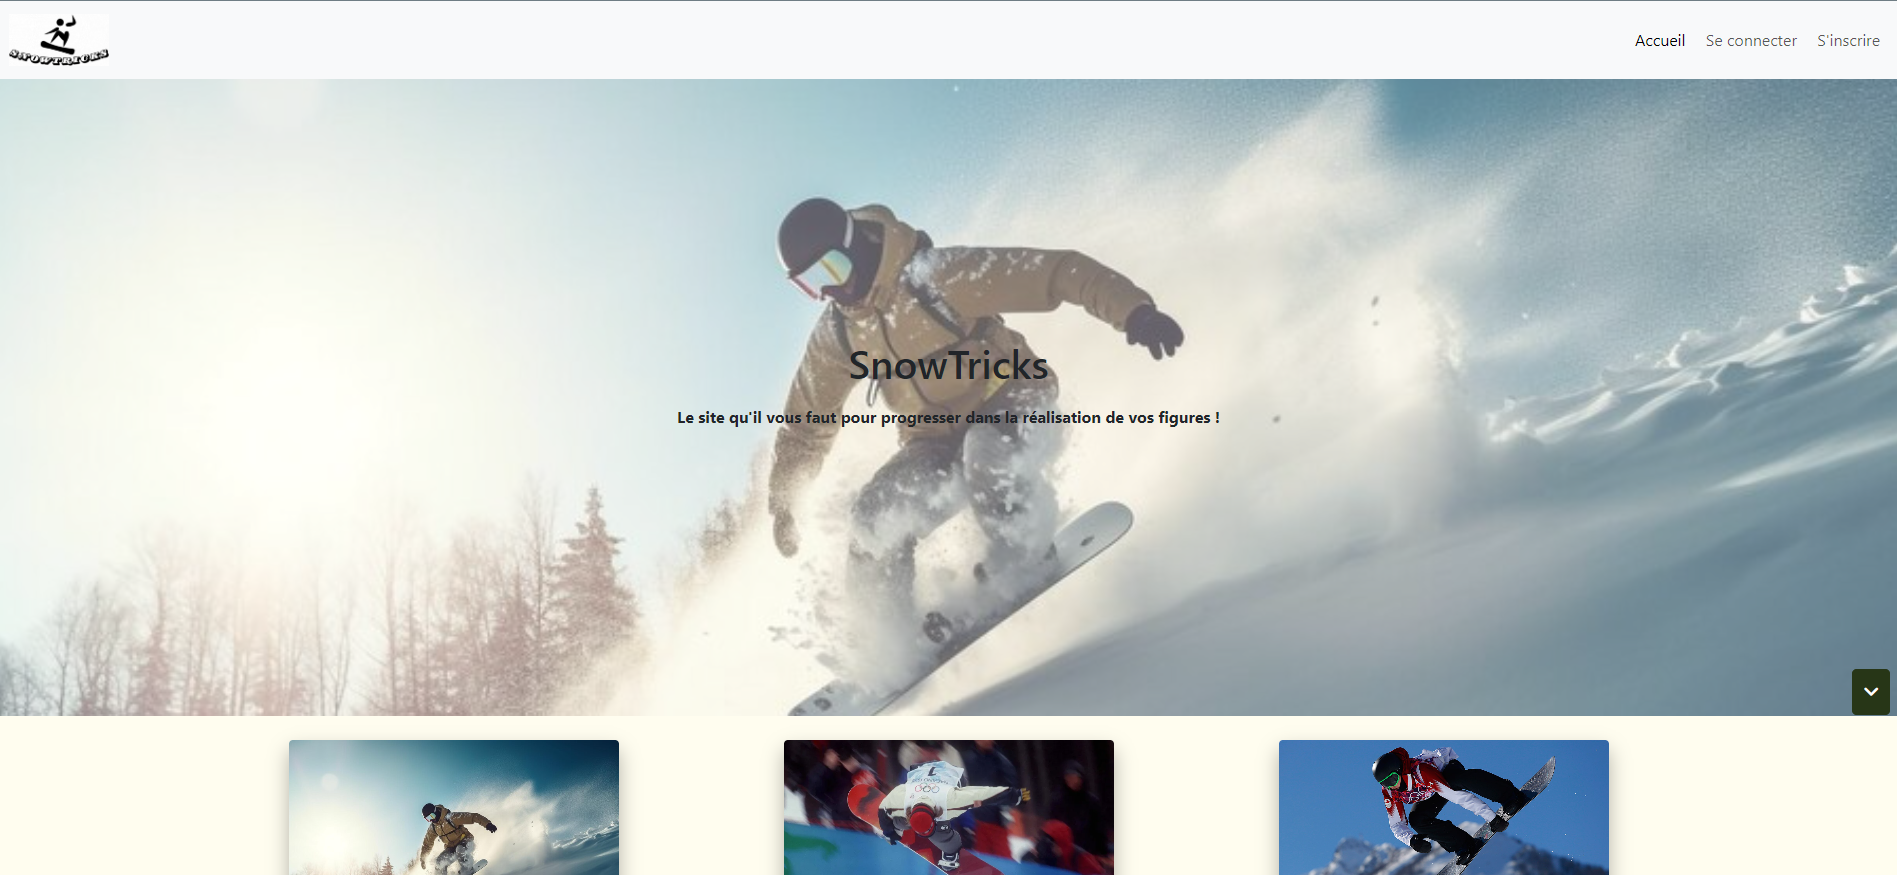 SNOWTRICKS
Accueil Se connecter S'inscrire
SnowTricks
Le site qu'il vous faut pour progresser dans la réalisation de vos figures !